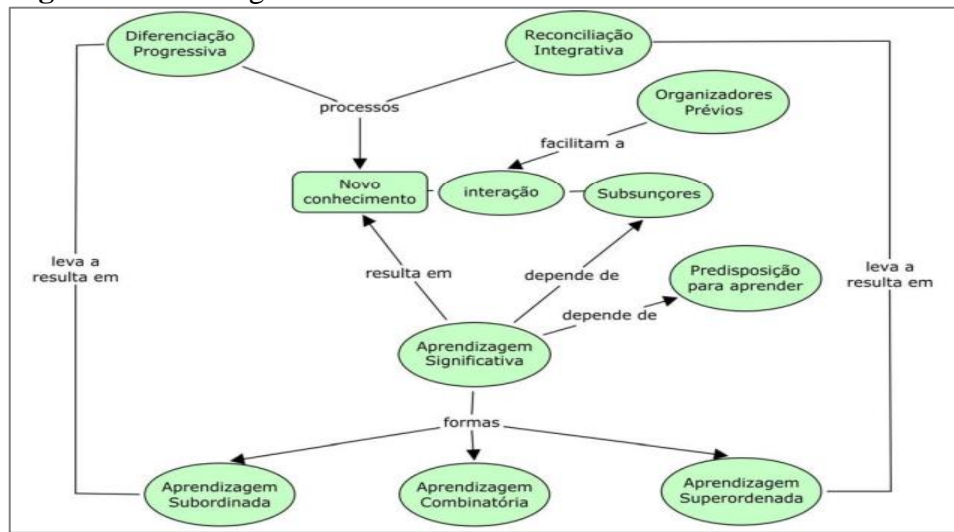 Diferenciação
Progressiva
Reconciliação
Integrativa
processos
Organizadores
Prévios
facilitam a
Novo
conhecimento
interação
Subsunçores
leva a
resulta em
resulta em
depende de
Predisposição
para aprender
leva a
resulta em
depende de
Aprendizagem
Significativa
formas
Aprendizagem
Subordinada
Aprendizagem
Combinatória
Aprendizagem
Superordenada